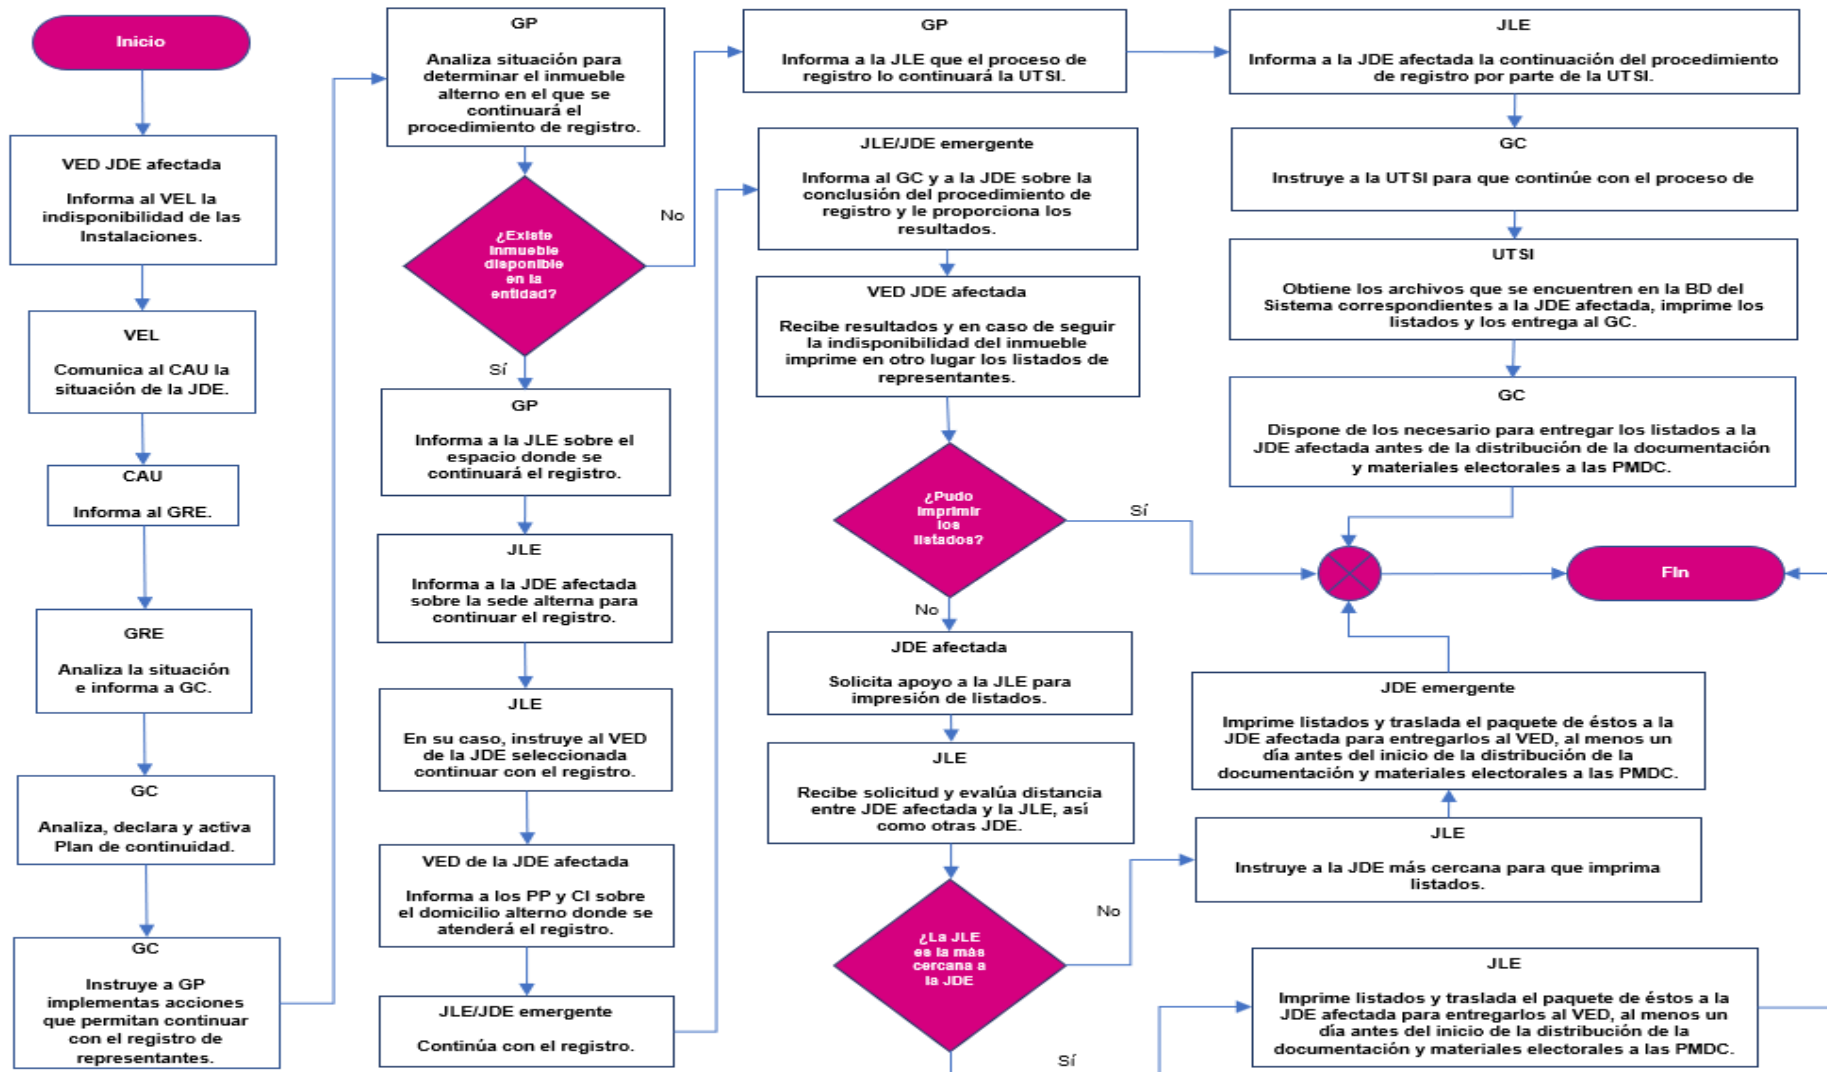 Inicio
VED JDE afectada
Informa al VEL la
indisponibilidad de las
Instalaciones.
VEL
Comunica al CAU la
situación de la JDE.
CAU
Informa al GRE.
GRE
Analiza la situación
e informa a GC.
GC
Analiza, declara y activa
Plan de continuidad.
GC
Instruye a GP
implementas acciones
que permitan continuar
con el registro de
representantes.
GP
Analiza situación para
determinar el inmueble
alterno en el que se
continuará el
procedimiento de registro.
¿Existe
inmueble
disponible
en la
entidad?
No
Sí
GP
Informa a la JLE sobre el
espacio donde se
continuará el registro.
JLE
Informa a la JDE afectada
sobre la sede alterna para
continuar el registro.
JLE
En su caso, instruye al VED
de la JDE seleccionada
continuar con el registro.
VED de la JDE afectada
Informa a los PP y CI sobre
el domicilio alterno donde se
atenderá el registro.
JLE/JDE emergente
Continúa con el registro.
GP
Informa a la JLE que el proceso de
registro lo continuará la UTSI.
JLE/JDE emergente
Informa al GC y a la JDE sobre la
conclusión del procedimiento de
registro y le proporciona los
resultados.
VED JDE afectada
Recibe resultados y en caso de seguir
la indisponibilidad del inmueble
imprime en otro lugar los listados de
representantes.
¿Pudo
imprimir
los
listados?
Sí
No
JDE afectada
Solicita apoyo a la JLE para
impresión de listados.
JLE
Recibe solicitud y evalúa distancia
entre JDE afectada y la JLE, así
como otras JDE.
¿La JLE
es la más
cercana a
la JDE
No
Sí
JLE
Informa a la JDE afectada la continuación del procedimiento
de registro por parte de la UTSI.
GC
Instruye a la UTSI para que continúe con el proceso de
UTSI
Obtiene los archivos que se encuentren en la BD del
Sistema correspondientes a la JDE afectada, imprime los
listados y los entrega al GC.
GC
Dispone de los necesario para entregar los listados a la
JDE afectada antes de la distribución de la documentación
y materiales electorales a las PMDC.
Fin
JDE emergente
Imprime listados y traslada el paquete de éstos a la
JDE afectada para entregarlos al VED, al menos un
día antes del inicio de la distribución de la
documentación y materiales electorales a las PMDC.
JLE
Instruye a la JDE más cercana para que imprima
listados.
JLE
Imprime listados y traslada el paquete de éstos a la
JDE afectada para entregarlos al VED, al menos un
día antes del inicio de la distribución de la
documentación y materiales electorales a las PMDC.